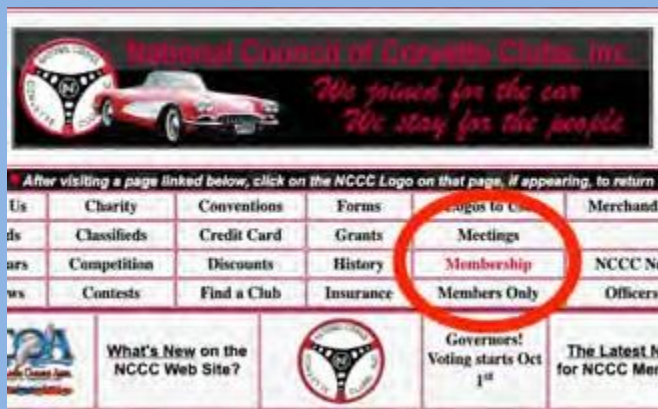 National Council of Corvette Clubs, Inc.
We joined for the car
We stay for the people
After visiting a page linked below, click on the NCCC Logo on that page, if appearing, to return
Us Charity Conventions Forms Logos to Use Merchand
ds Classifieds Credit Card Grants Meetings
ars Competition Discounts History Membership NCCC Ne
ws Contests Find a Club Insurance Members Only Officers
What's New on the
NCCC Web Site?
Governors!
Voting starts Oct
1st
The Latest N
for NCCC Mem